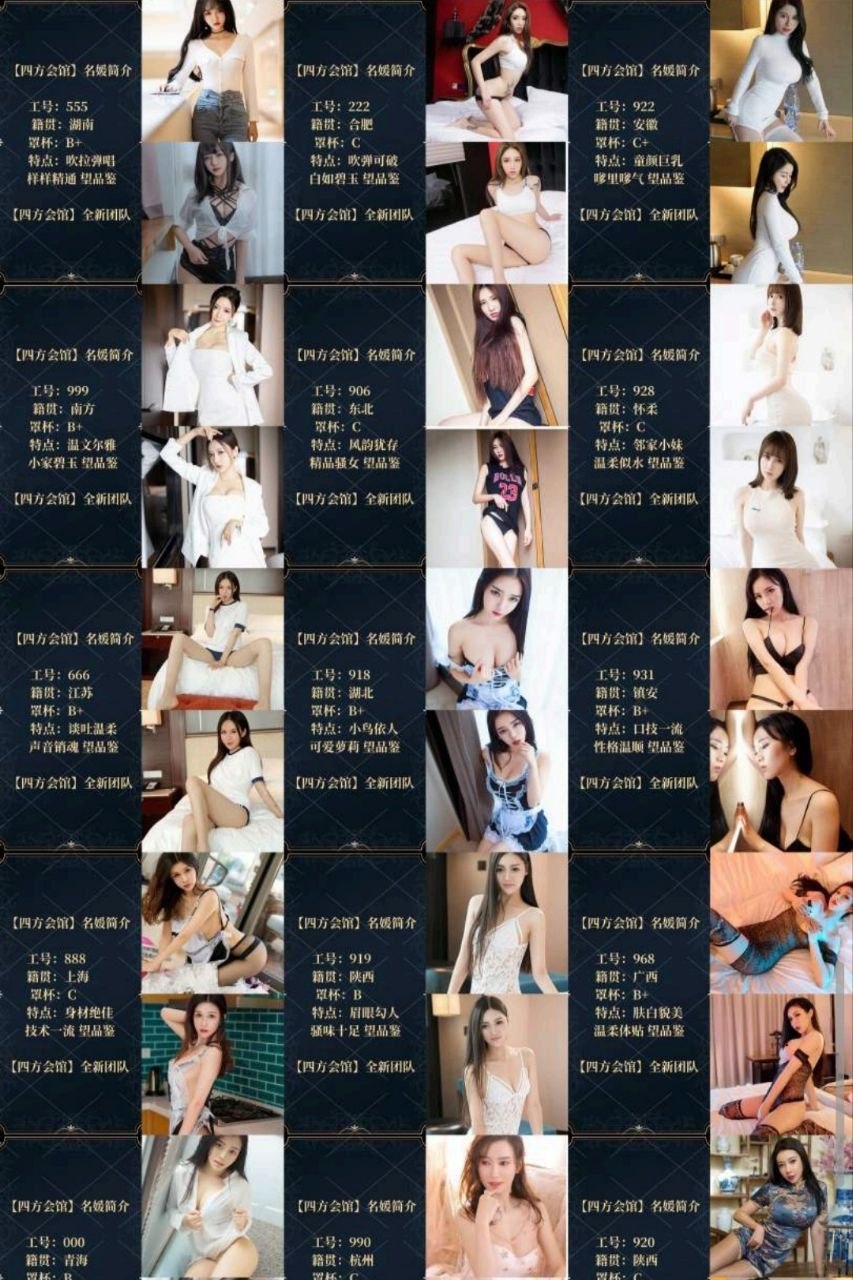 【四方会馆】名媛简介
工号：555
籍贯：湖南
罩杯：B+
特点：吹拉弹唱
样样精通 望品鉴
【四方会馆】全新团队
【四方会馆】名媛简介
工号：222
籍贯：合肥
罩杯：C
特点：吹弹可破
白如碧玉 望品鉴
【四方会馆】全新团队
【四方会馆】名媛简介
工号：922
籍贯：安徽
罩杯：C+
特点：童颜巨乳
嗲里嗲气 望品鉴
【四方会馆】全新团队
【四方会馆】名媛简介
工号：999
籍贯：南方
罩杯：B+
特点：温文尔雅
小家碧玉 望品鉴
【四方会馆】全新团队
【四方会馆】名媛简介
工号：906
籍贯：东北
罩杯：C
特点：风韵犹存
精品骚女 望品鉴
【四方会馆】全新团队
BULLS
23
【四方会馆】名媛简介
工号：928
籍贯：怀柔
罩杯：C
特点：邻家小妹
温柔似水 望品鉴
【四方会馆】全新团队
【四方会馆】名媛简介
工号：666
籍贯：江苏
罩杯：B+
特点：谈吐温柔
声音销魂 望品鉴
【四方会馆】全新团队
【四方会馆】名媛简介
工号：918
籍贯：湖北
罩杯：B+
特点：小鸟依人
可爱萝莉 望品鉴
【四方会馆】全新团队
【四方会馆】名媛简介
工号：931
籍贯：镇安
罩杯：B+
特点：口技一流
性格温顺 望品鉴
【四方会馆】全新团队
【四方会馆】名媛简介
工号：888
籍贯：上海
罩杯：C
特点：身材绝佳
技术一流 望品鉴
【四方会馆】全新团队
【四方会馆】名媛简介
工号：919
籍贯：陕西
罩杯：B
特点：眉眼勾人
骚味十足 望品鉴
【四方会馆】全新团队
【四方会馆】名媛简介
工号：968
籍贯：广西
罩杯：B+
特点：肤白貌美
温柔体贴 望品鉴
【四方会馆】全新团队
【四方会馆】名媛简介
工号：000
籍贯：青海
罩杯：B
【四方会馆】名媛简介
工号：990
籍贯：杭州
罩杯：C
【四方会馆】名媛简介
工号：920
籍贯：陕西
罩杯：C